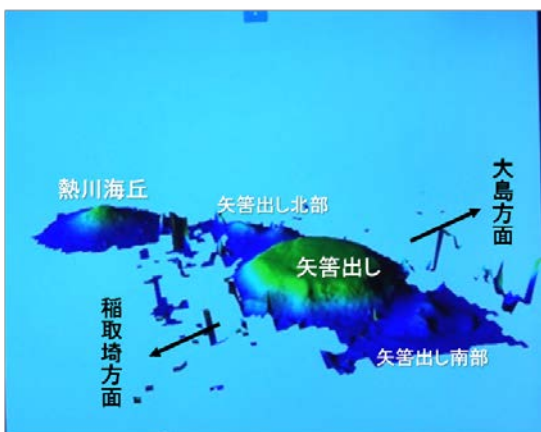 熱川海丘
矢筈出し北部
矢筈出し
矢筈出し南部
大島方面
稲取埼方面